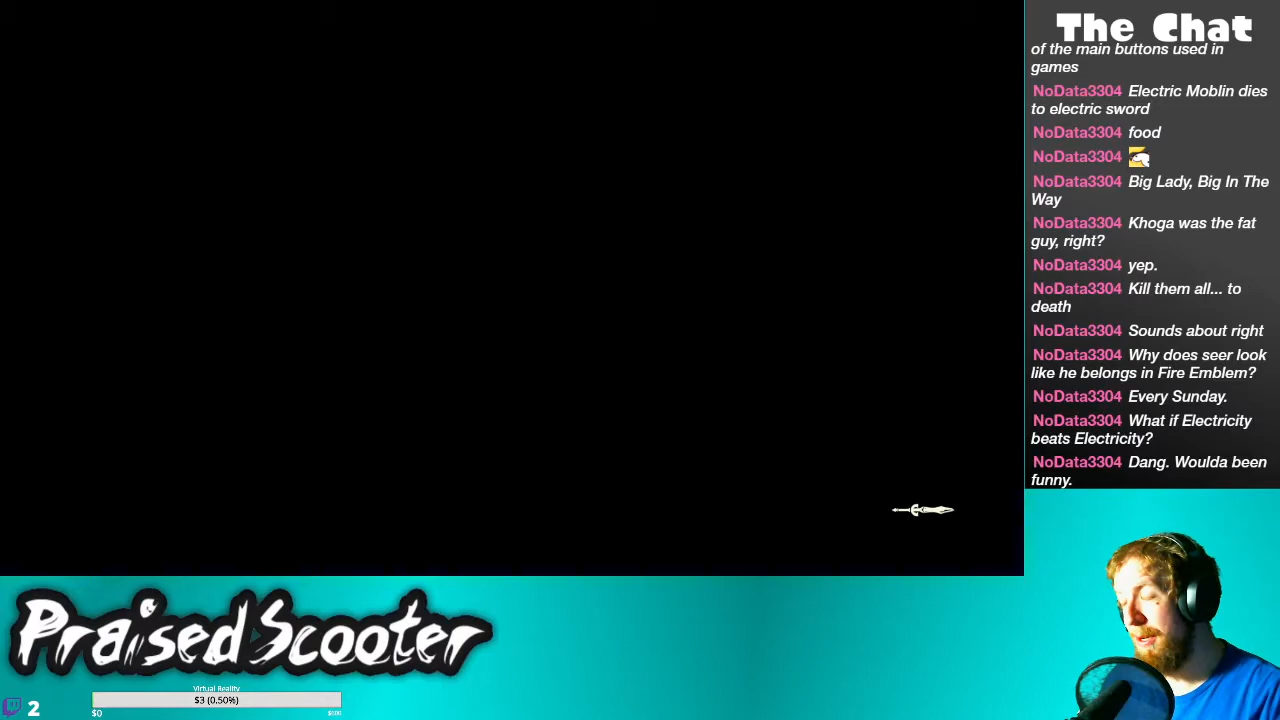 The Chat
of the main buttons used in
games
NoData3304 Electric Moblin dies
to electric sword
NoData3304 food
NoData3304
NoData3304 Big Lady, Big In The
Way
NoData3304 Khoga was the fat
guy, right?
NoData3304 yep.
NoData3304 Kill them all... to
death
NoData3304 Sounds about right
NoData3304 Why does seer look
like he belongs in Fire Emblem?
NoData3304 Every Sunday.
NoData3304 What if Electricity
beats Electricity?
NoData3304 Dang. Woulda been
funny.
Praised Scooter
Virtual Reality
$3 (0.50%)
2
$0